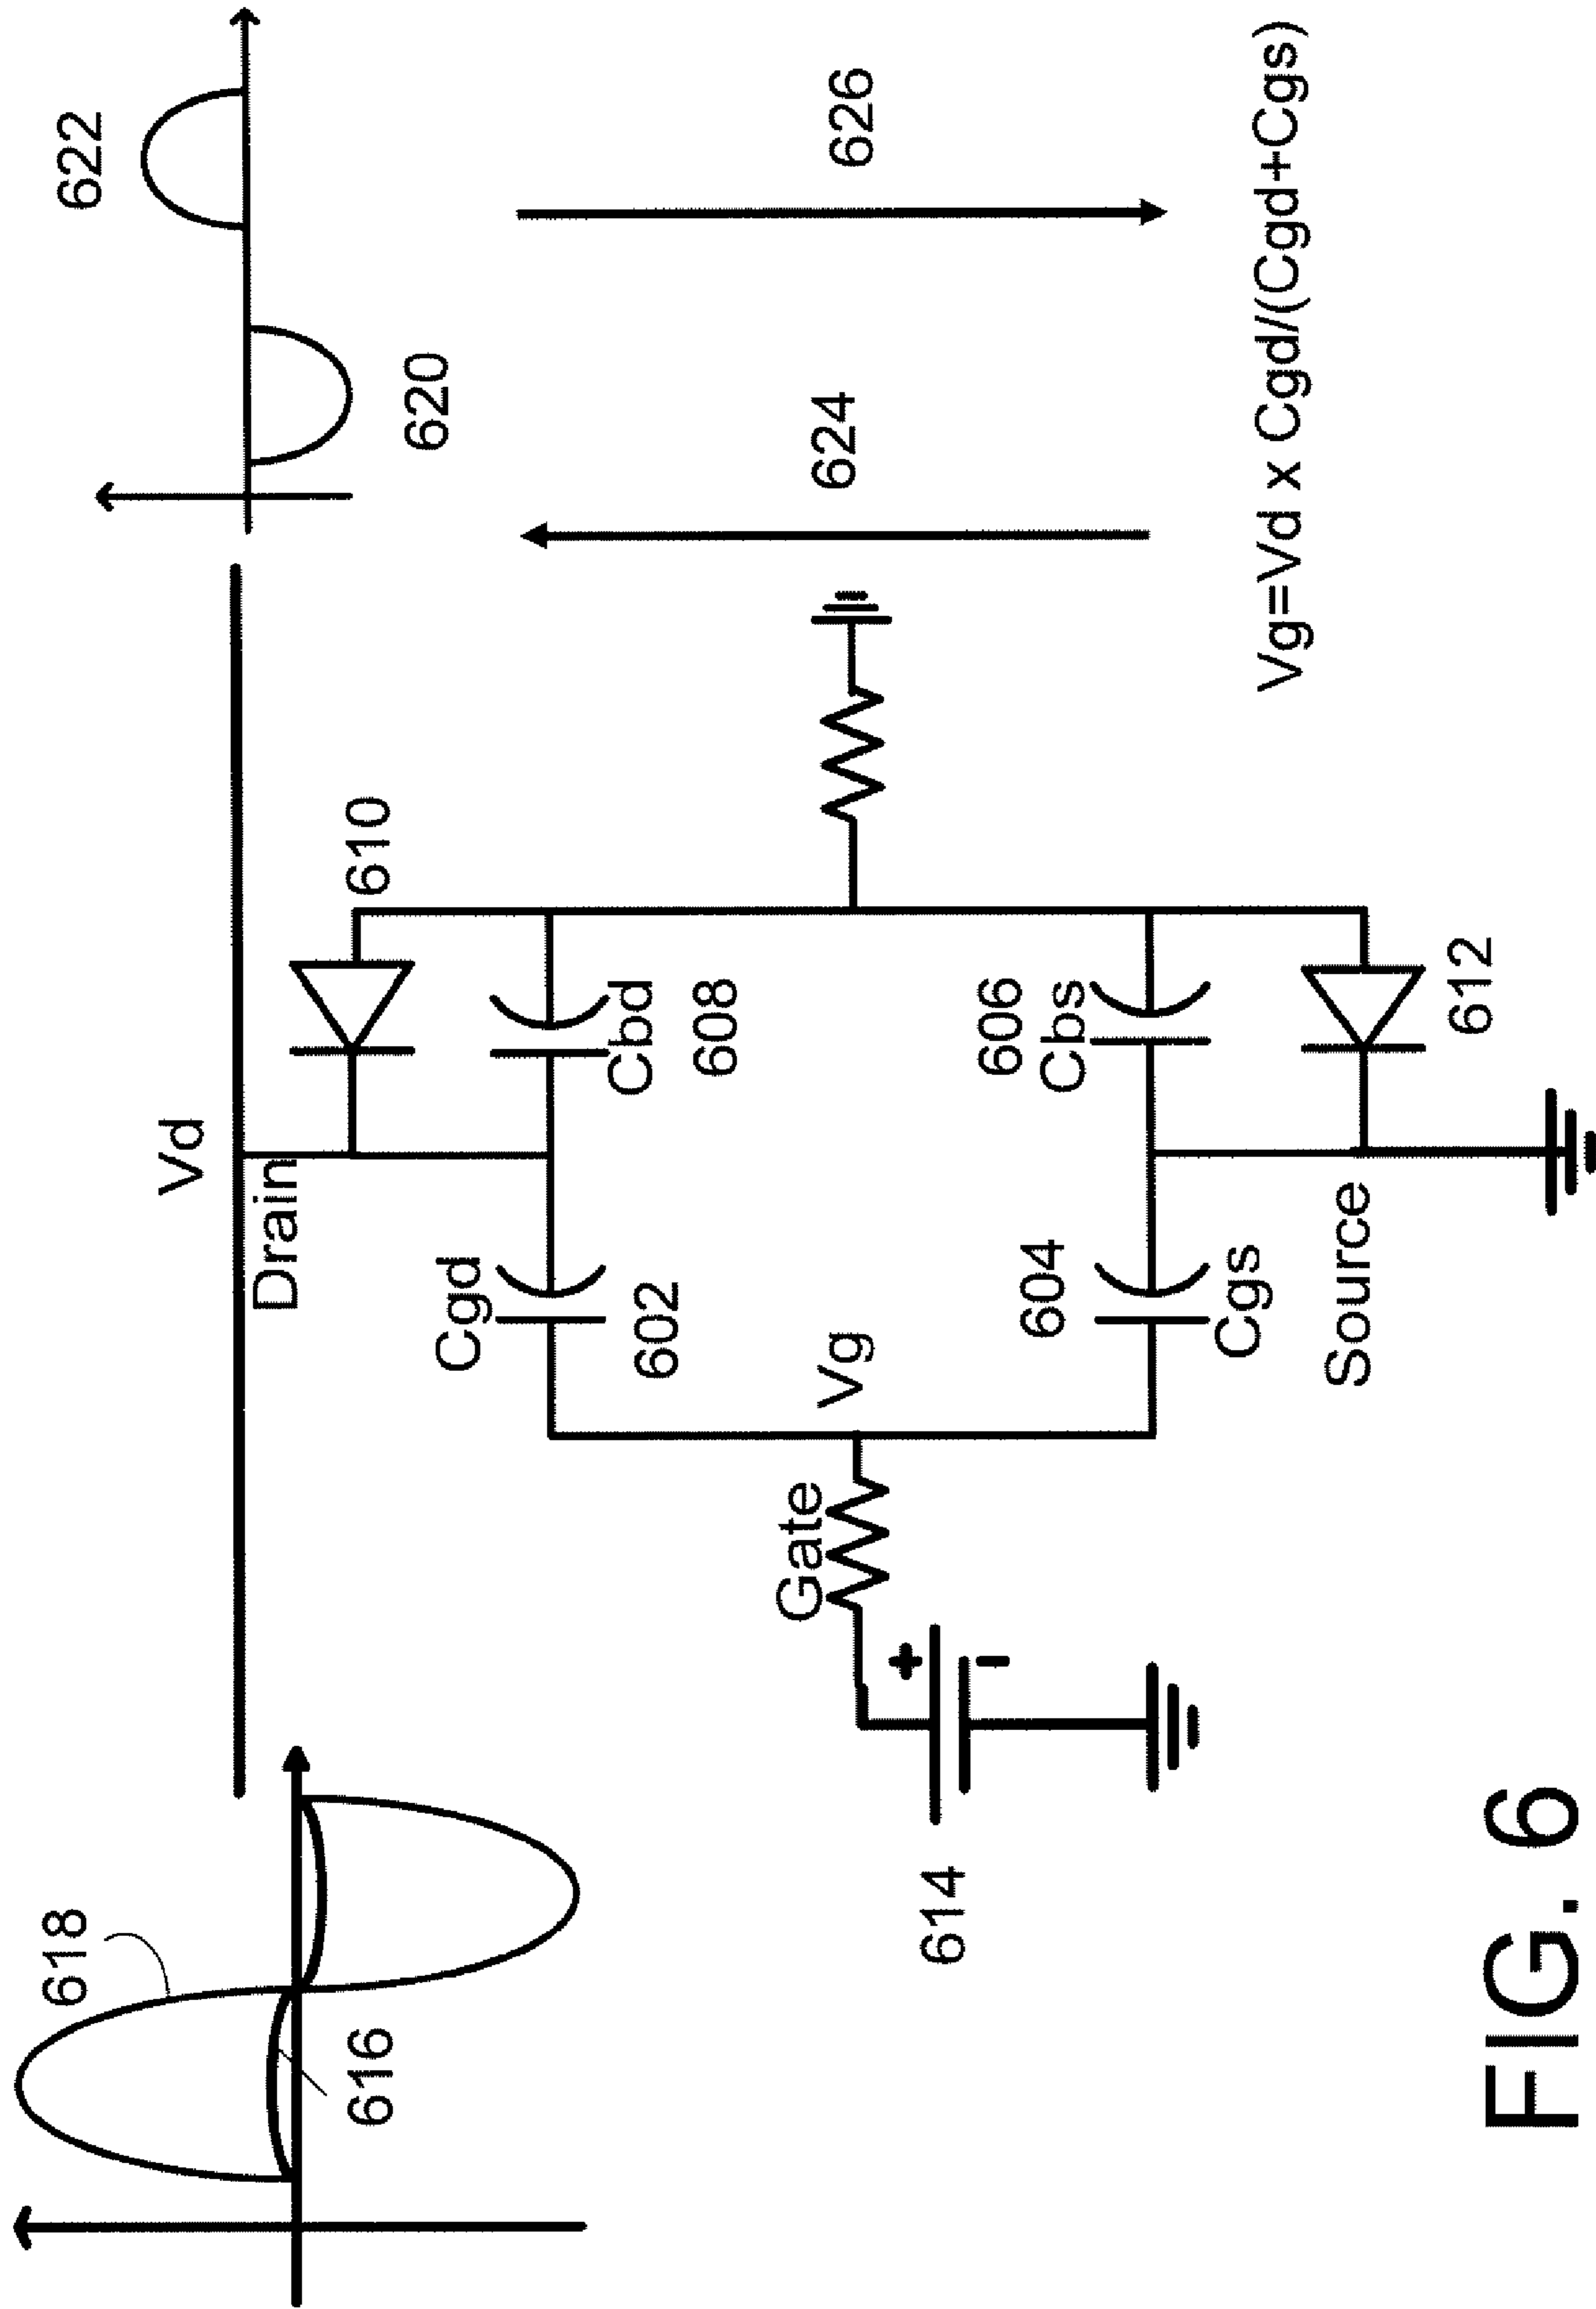 618
616
622
620
Vd
Drain
610
Cgd
602
Cbd
608
624
626
Gate
Vg
614
+
-
604
Cgs
606
Cbs
Source
612
Vg=Vd x Cgd/(Cgd+Cgs)
FIG. 6